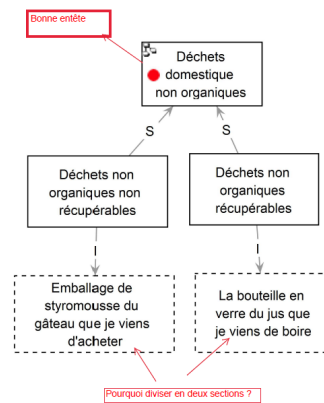 Bonne entête
Déchets
domestique
non organiques
S
S
Déchets non
organiques non
récupérables
Déchets non
organiques
récupérables
I
I
Emballage de
styromousse du
gâteau que je viens
d'acheter
La bouteille en
verre du jus que
je viens de boire
Pourquoi diviser en deux sections ?